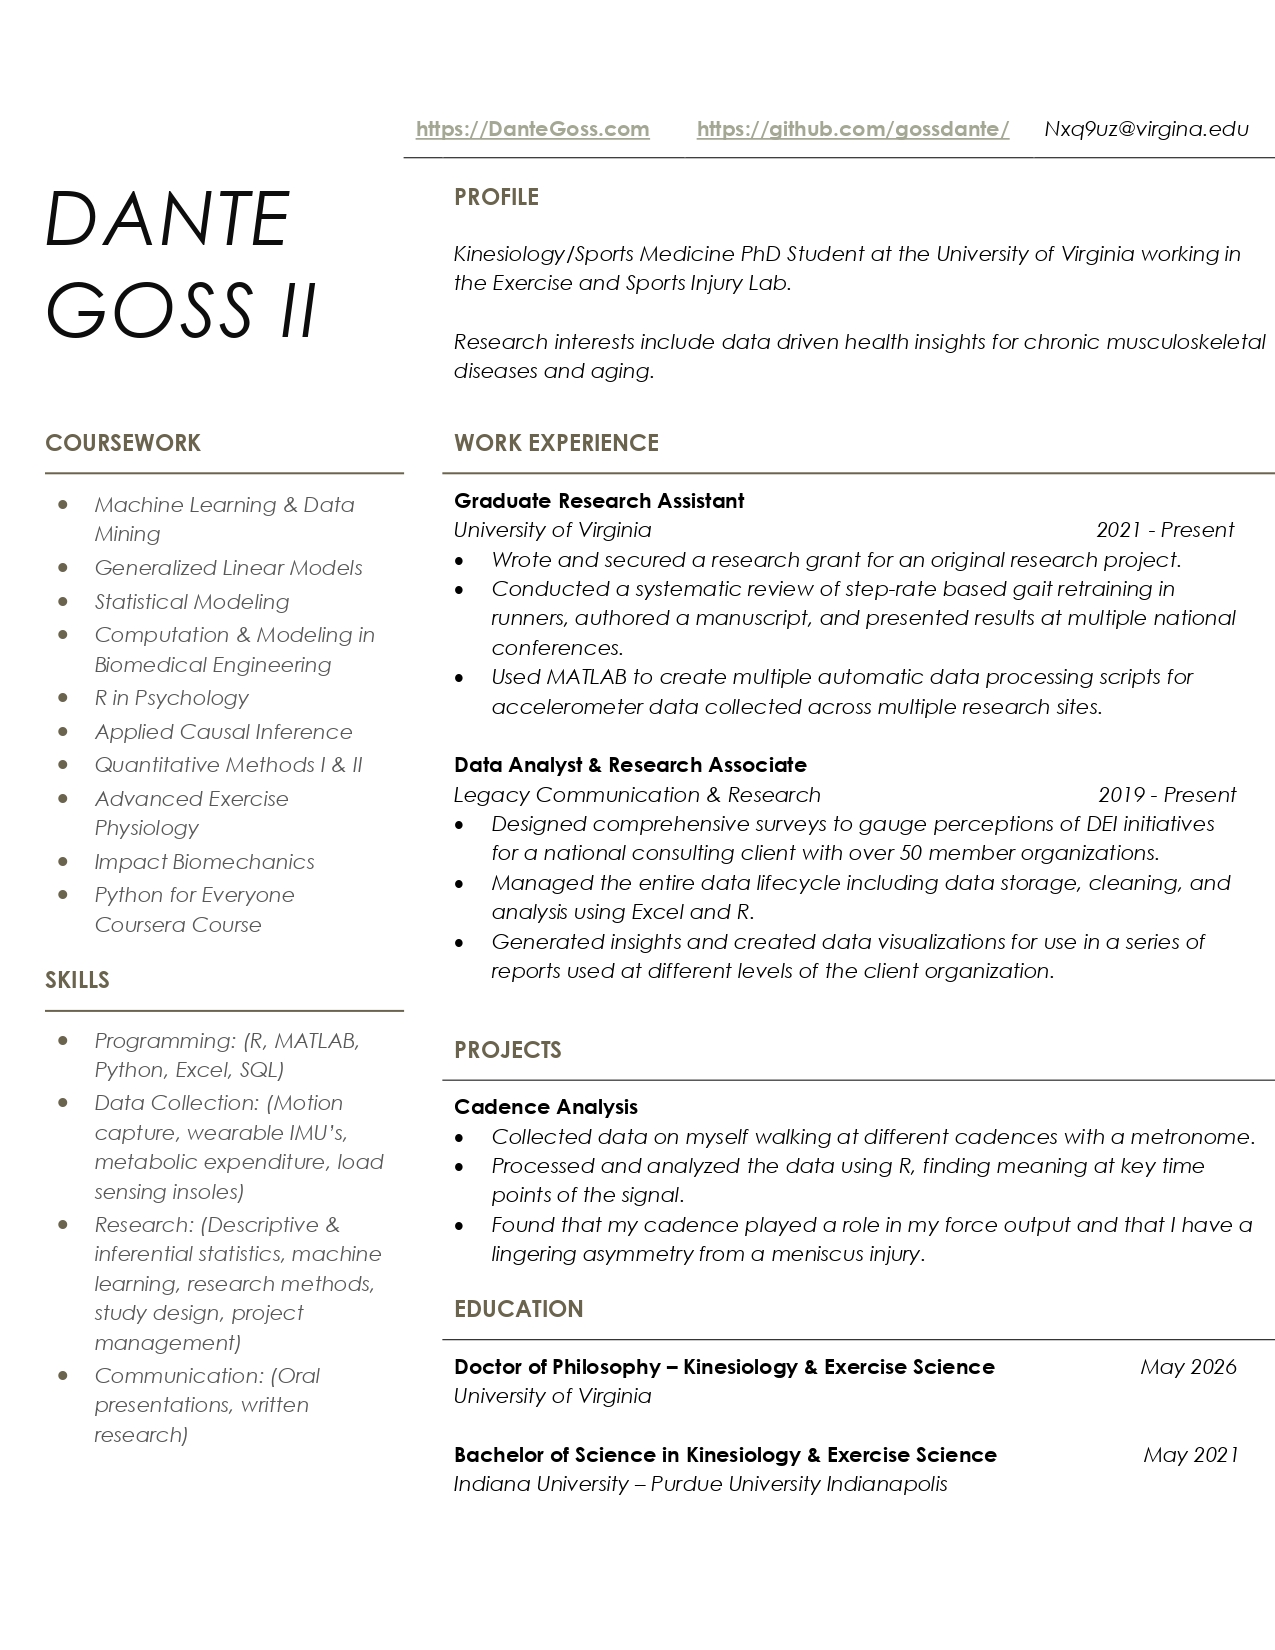 https://DanteGoss.com https://github.com/gossdante/ Nxq9uz@virgina.edu
DANTE
GOSS II
PROFILE
Kinesiology/Sports Medicine PhD Student at the University of Virginia working in
the Exercise and Sports Injury Lab.
Research interests include data driven health insights for chronic musculoskeletal
diseases and aging.
COURSEWORK
• Machine Learning & Data
Mining
• Generalized Linear Models
• Statistical Modeling
• Computation & Modeling in
Biomedical Engineering
• R in Psychology
• Applied Causal Inference
• Quantitative Methods I & II
• Advanced Exercise
Physiology
• Impact Biomechanics
• Python for Everyone
Coursera Course
SKILLS
• Programming: (R, MATLAB,
Python, Excel, SQL)
• Data Collection: (Motion
capture, wearable IMU’s,
metabolic expenditure, load
sensing insoles)
• Research: (Descriptive &
inferential statistics, machine
learning, research methods,
study design, project
management)
• Communication: (Oral
presentations, written
research)
WORK EXPERIENCE
Graduate Research Assistant
University of Virginia 2021 - Present
• Wrote and secured a research grant for an original research project.
• Conducted a systematic review of step-rate based gait retraining in
runners, authored a manuscript, and presented results at multiple national
conferences.
• Used MATLAB to create multiple automatic data processing scripts for
accelerometer data collected across multiple research sites.
Data Analyst & Research Associate
Legacy Communication & Research 2019 - Present
• Designed comprehensive surveys to gauge perceptions of DEI initiatives
for a national consulting client with over 50 member organizations.
• Managed the entire data lifecycle including data storage, cleaning, and
analysis using Excel and R.
• Generated insights and created data visualizations for use in a series of
reports used at different levels of the client organization.
PROJECTS
Cadence Analysis
• Collected data on myself walking at different cadences with a metronome.
• Processed and analyzed the data using R, finding meaning at key time
points of the signal.
• Found that my cadence played a role in my force output and that I have a
lingering asymmetry from a meniscus injury.
EDUCATION
Doctor of Philosophy – Kinesiology & Exercise Science May 2026
University of Virginia
Bachelor of Science in Kinesiology & Exercise Science May 2021
Indiana University – Purdue University Indianapolis